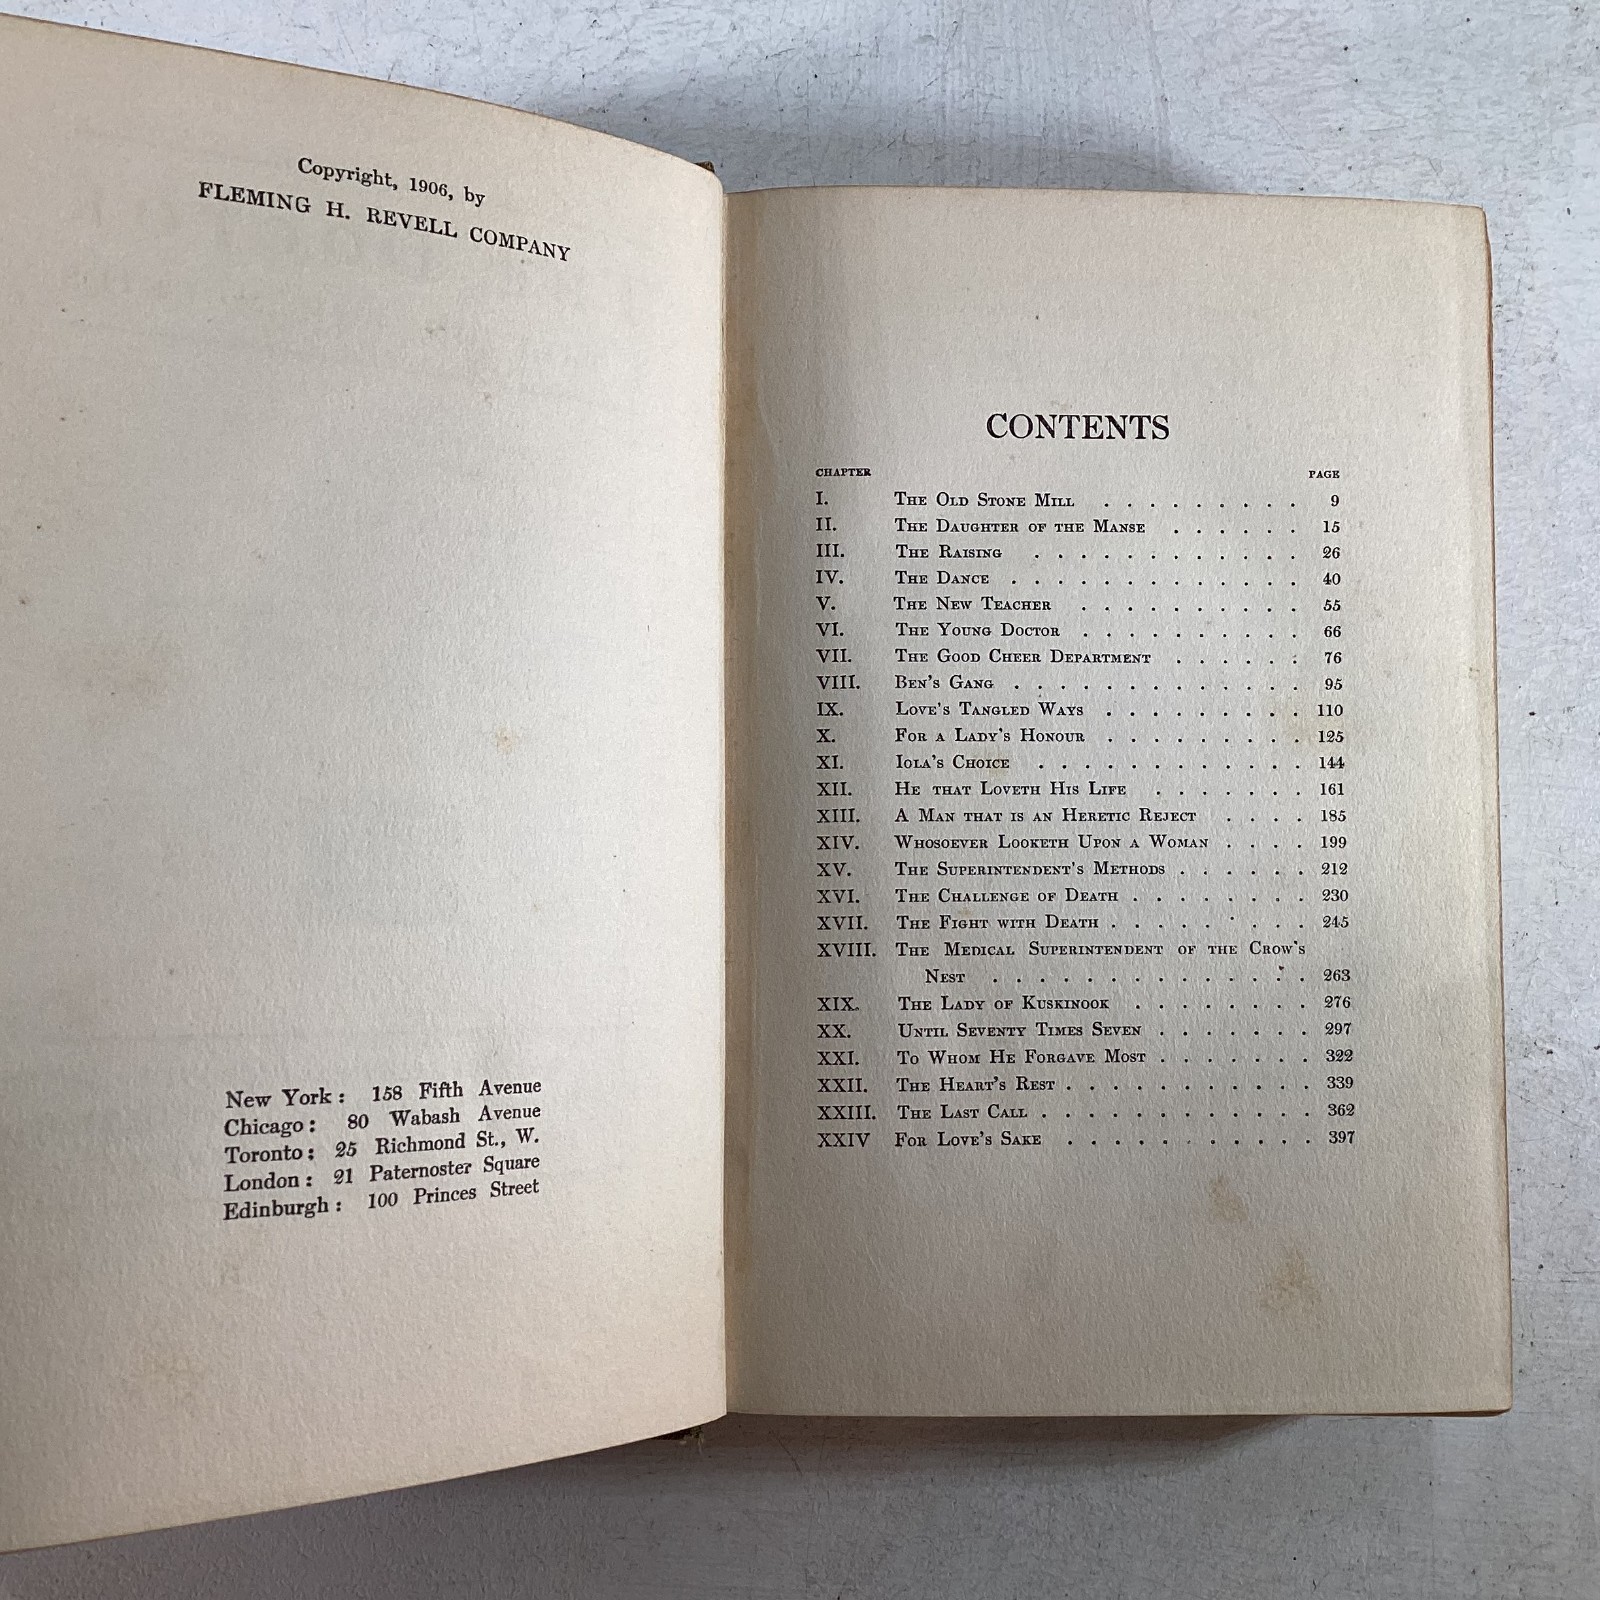 Copyright, 1906, by
FLEMING H. REVELL COMPANY
New York: 158 Fifth Avenue
Chicago: 80 Wabash Avenue
Toronto: 25 Richmond St., W.
London: 21 Paternoster Square
Edinburgh: 100 Princes Street
CONTENTS
CHAPTER PAGE
I. THE OLD STONE MILL . . . . . . . . . 9
II. THE DAUGHTER OF THE MANSE . . . . . . 15
III. THE RAISING . . . . . . . . . . . . 26
IV. THE DANCE . . . . . . . . . . . . . 40
V. THE NEW TEACHER . . . . . . . . . . 55
VI. THE YOUNG DOCTOR . . . . . . . . . . 66
VII. THE GOOD CHEER DEPARTMENT . . . . . . 76
VIII. BEN'S GANG . . . . . . . . . . . . . 95
IX. LOVE'S TANGLED WAYS . . . . . . . . . 110
X. FOR A LADY'S HONOUR . . . . . . . . . 125
XI. IOLA'S CHOICE . . . . . . . . . . . . 144
XII. HE THAT LOVETH HIS LIFE . . . . . . . 161
XIII. A MAN THAT IS AN HERETIC REJECT . . . . 185
XIV. WHOSOEVER LOOKETH UPON A WOMAN . . . . 199
XV. THE SUPERINTENDENT'S METHODS . . . . . . 212
XVI. THE CHALLENGE OF DEATH . . . . . . . . 230
XVII. THE FIGHT WITH DEATH . . . . . . . . . 245
XVIII. THE MEDICAL SUPERINTENDENT OF THE CROW'S
NEST . . . . . . . . . . . . . . 263
XIX. THE LADY OF KUSKINOOK . . . . . . . . 276
XX. UNTIL SEVENTY TIMES SEVEN . . . . . . . 297
XXI. TO WHOM HE FORGAVE MOST . . . . . . . 322
XXII. THE HEART'S REST . . . . . . . . . . . 339
XXIII. THE LAST CALL . . . . . . . . . . . . 362
XXIV FOR LOVE'S SAKE . . . . . . . . . . . 397